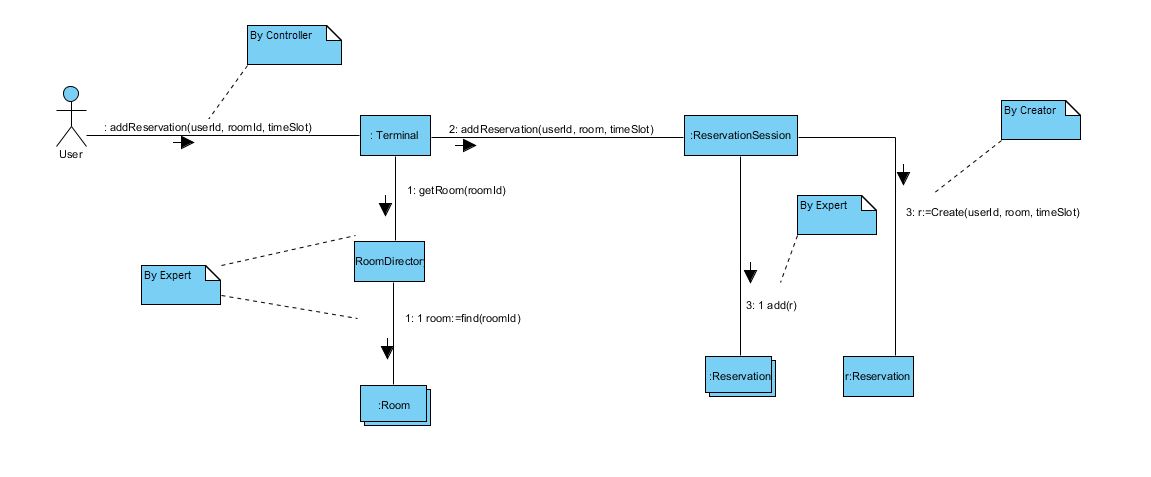 By Controller
By Creator
: addReservation(userId, roomId, timeSlot)
: Terminal
2: addReservation(userId, room, timeSlot)
:ReservationSession
User
1: getRoom(roomId)
By Expert
3: r:=Create(userId, room, timeSlot)
RoomDirector
By Expert
3: 1 add(r)
1: 1 room:=find(roomId)
:Reservation
r:Reservation
:Room